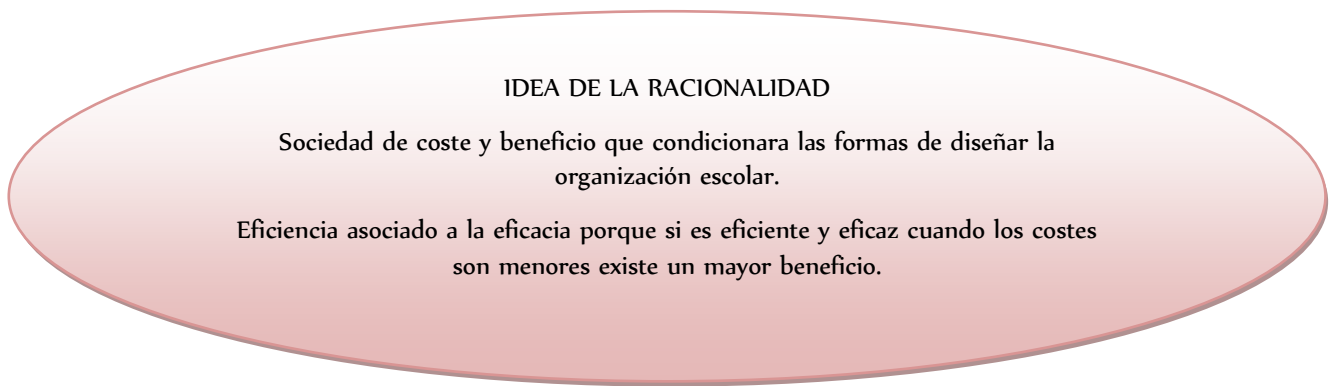 IDEA DE LA RACIONALIDAD
Sociedad de coste y beneficio que condicionara las formas de diseñar la
organización escolar.
Eficiencia asociado a la eficacia porque si es eficiente y eficaz cuando los costes
son menores existe un mayor beneficio.